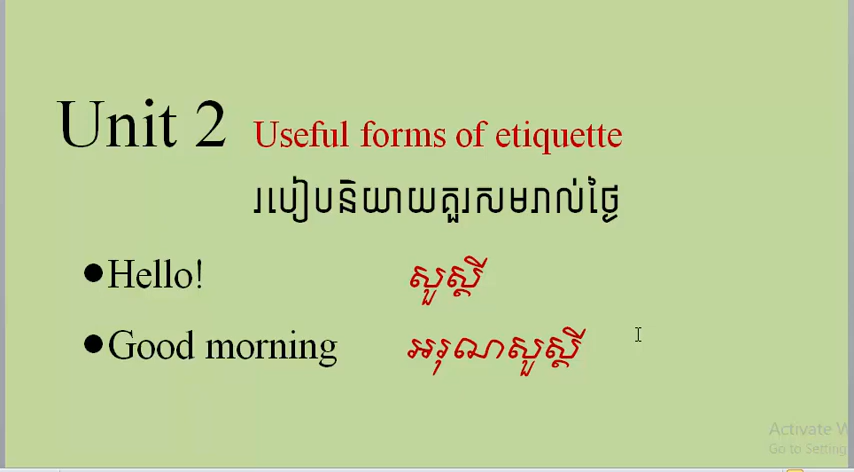 Unit 2 Useful forms of etiquette
របៀបនិយាយគួរសមរាល់ថ្ងៃ
●Hello! សួស្តី
●Good morning អរុណសួស្តី
Activate W
Go to Setting